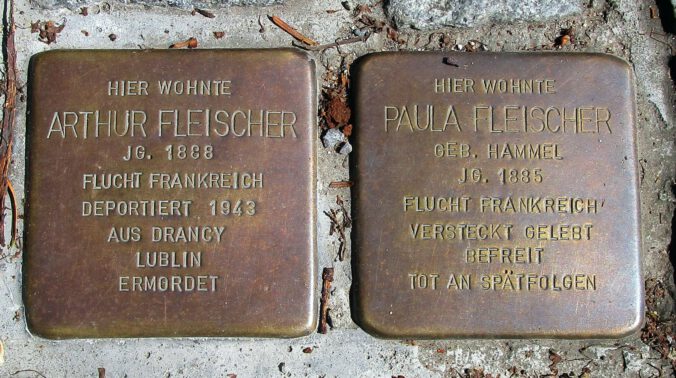 HIER WOHNTE
ARTHUR FLEISCHER
JG. 1888
FLUCHT FRANKREICH
DEPORTIERT 1943
AUS DRANCY
LUBLIN
ERMORDET
HIER WOHNTE
PAULA FLEISCHER
GEB. HAMMEL
JG. 1885
FLUCHT FRANKREICH
VERSTECKT GELEBT
BEFREIT
TOT AN SPÄTFOLGEN